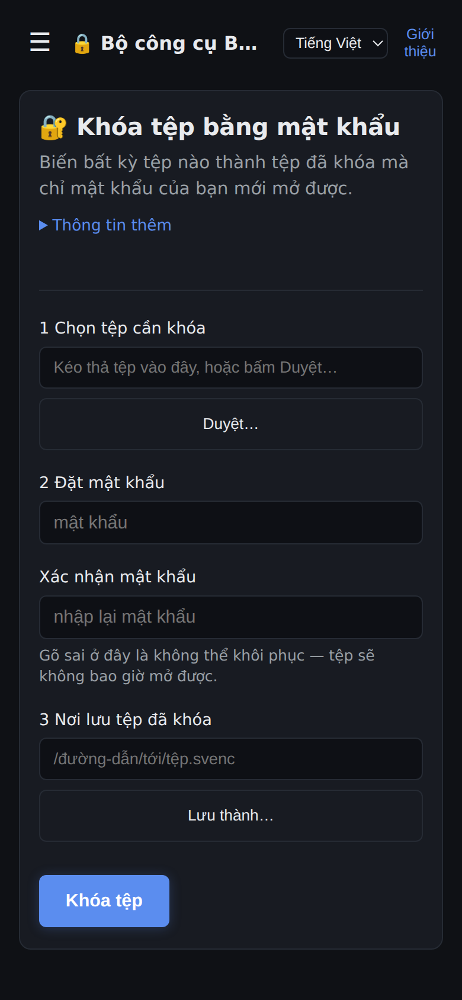 ☰ 🔒 Bộ công cụ B… Tiếng Việt Giới thiệu
🔐 Khóa tệp bằng mật khẩu
Biến bất kỳ tệp nào thành tệp đã khóa mà
chỉ mật khẩu của bạn mới mở được.
▶ Thông tin thêm
1 Chọn tệp cần khóa
Kéo thả tệp vào đây, hoặc bấm Duyệt…
Duyệt…
2 Đặt mật khẩu
mật khẩu
Xác nhận mật khẩu
nhập lại mật khẩu
Gõ sai ở đây là không thể khôi phục — tệp sẽ
không bao giờ mở được.
3 Nơi lưu tệp đã khóa
/đường-dẫn/tới/tệp.svenc
Lưu thành…
Khóa tệp